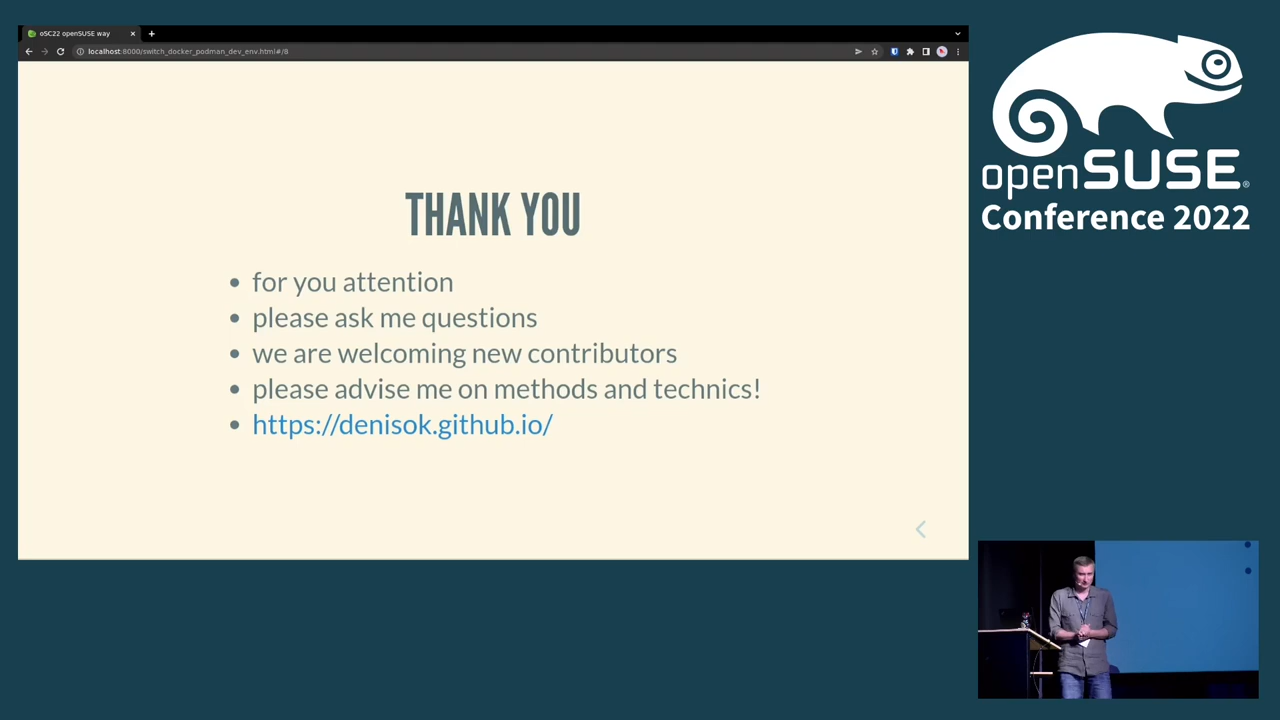 oSC22 openSUSE way
localhost:8000/switch_docker_podman_dev_env.html#/8
THANK YOU
for you attention
please ask me questions
we are welcoming new contributors
please advise me on methods and technics!
https://denisok.github.io/
openSUSE®
Conference 2022